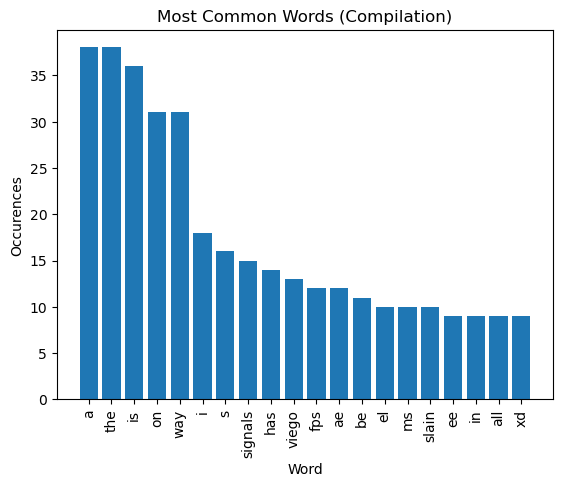 Most Common Words (Compilation)
Occurences
35
30
25
20
15
10
5
0
a
the
is
on
way
i
s
signals
has
viego
fps
ae
be
el
ms
slain
ee
in
all
xd
Word